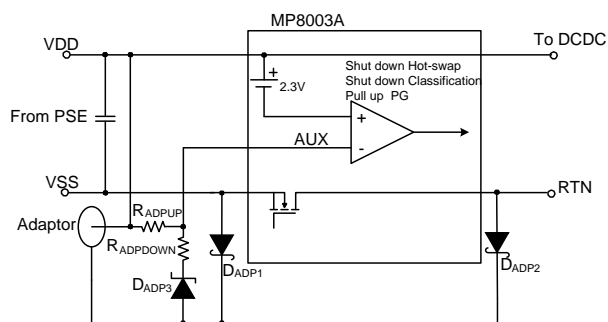 MP8003A
VDD
To DCDC
Shut down Hot-swap
Shut down Classification
Pull up PG
+
2.3V
From PSE
+
AUX
-
VSS
RTN
Adaptor
RADPUP
RADPDOWN
DADP1
DADP2
DADP3